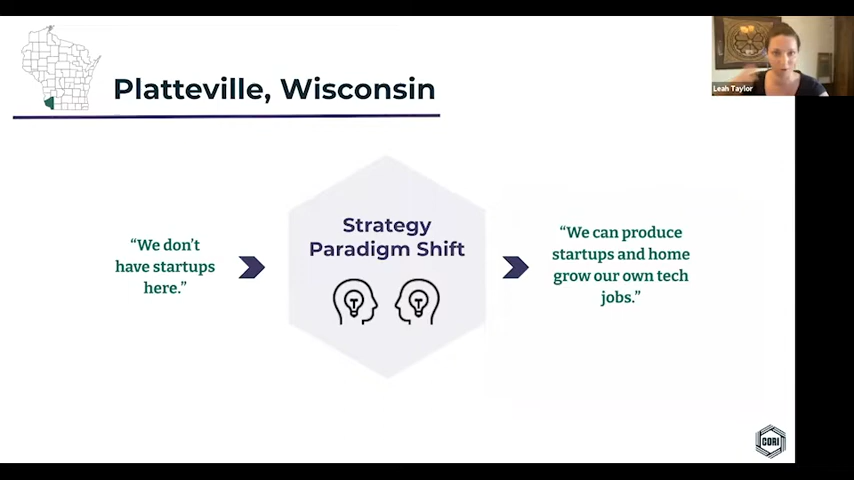 Platteville, Wisconsin
Leah Taylor
“We don’t
have startups
here.”
Strategy
Paradigm Shift
“We can produce
startups and home
grow our own tech
jobs.”
CORI